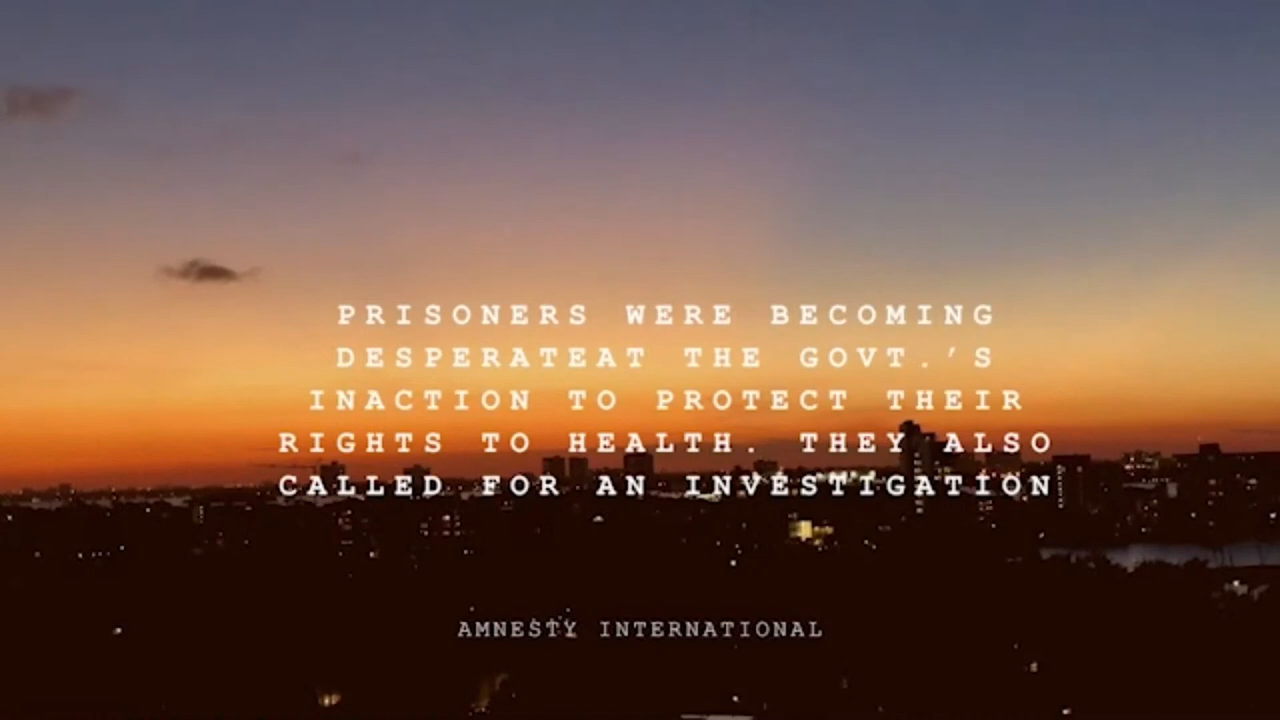 PRISONERS WERE BECOMING
DESPERATEAT THE GOVT.’S
INACTION TO PROTECT THEIR
RIGHTS TO HEALTH. THEY ALSO
CALLED FOR AN INVESTIGATION
AMNESTY INTERNATIONAL